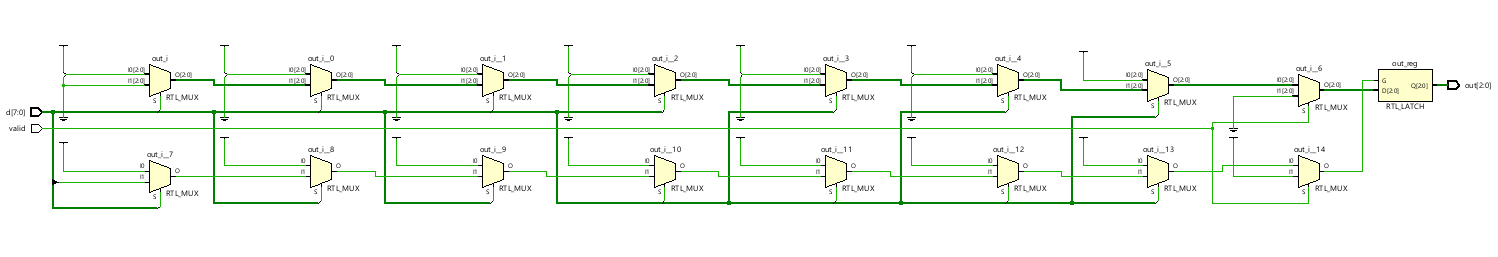 out_i out_i__0 out_i__1 out_i__2 out_i__3 out_i__4 out_i__5 out_i__6 out_reg
I0[2:0] I0[2:0] I0[2:0] I0[2:0] I0[2:0] I0[2:0] I0[2:0] I0[2:0] G
O[2:0] O[2:0] O[2:0] O[2:0] O[2:0] O[2:0] O[2:0] O[2:0] Q[2:0] out[2:0]
I1[2:0] I1[2:0] I1[2:0] I1[2:0] I1[2:0] I1[2:0] I1[2:0] I1[2:0] D[2:0]
S S S S S S S S
RTL_MUX RTL_MUX RTL_MUX RTL_MUX RTL_MUX RTL_MUX RTL_MUX RTL_MUX RTL_LATCH
d[7:0]
valid
out_i__7 out_i__8 out_i__9 out_i__10 out_i__11 out_i__12 out_i__13 out_i__14
I0 I0 I0 I0 I0 I0 I0 I0
O O O O O O O O
I1 I1 I1 I1 I1 I1 I1 I1
S S S S S S S S
RTL_MUX RTL_MUX RTL_MUX RTL_MUX RTL_MUX RTL_MUX RTL_MUX RTL_MUX